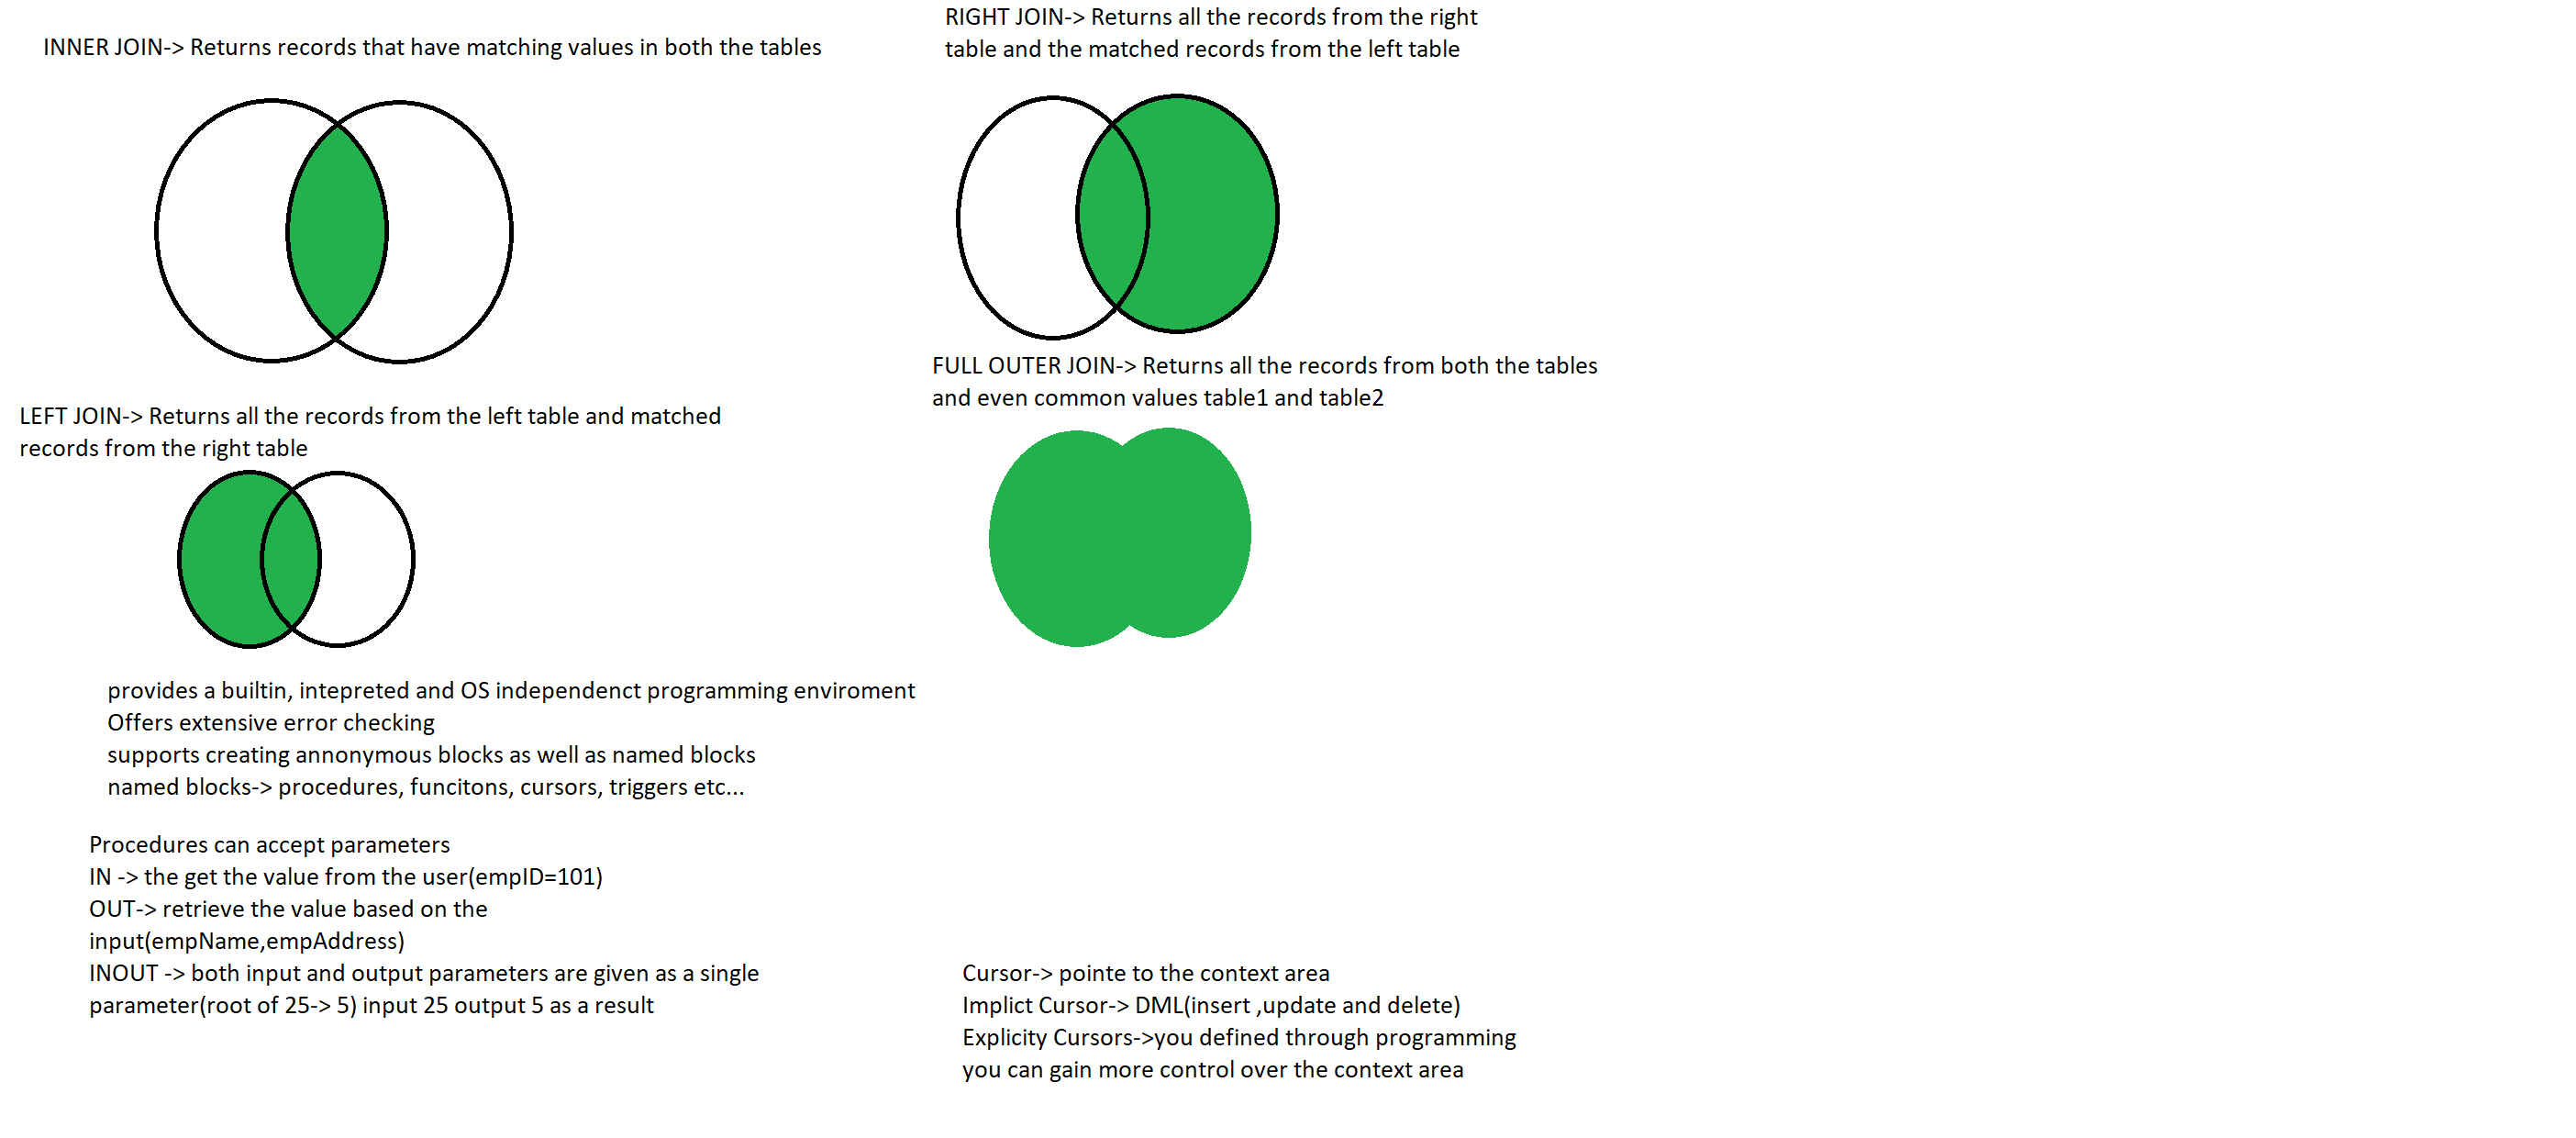 INNER JOIN-> Returns records that have matching values in both the tables
RIGHT JOIN-> Returns all the records from the right
table and the matched records from the left table
LEFT JOIN-> Returns all the records from the left table and matched
records from the right table
FULL OUTER JOIN-> Returns all the records from both the tables
and even common values table1 and table2
provides a builtin, intepreted and OS independenct programming enviroment
Offers extensive error checking
supports creating annonymous blocks as well as named blocks
named blocks-> procedures, funcitons, cursors, triggers etc...
Procedures can accept parameters
IN -> the get the value from the user(empID=101)
OUT-> retrieve the value based on the
input(empName,empAddress)
INOUT -> both input and output parameters are given as a single
parameter(root of 25-> 5) input 25 output 5 as a result
Cursor-> pointe to the context area
Implict Cursor-> DML(insert ,update and delete)
Explicity Cursors->you defined through programming
you can gain more control over the context area